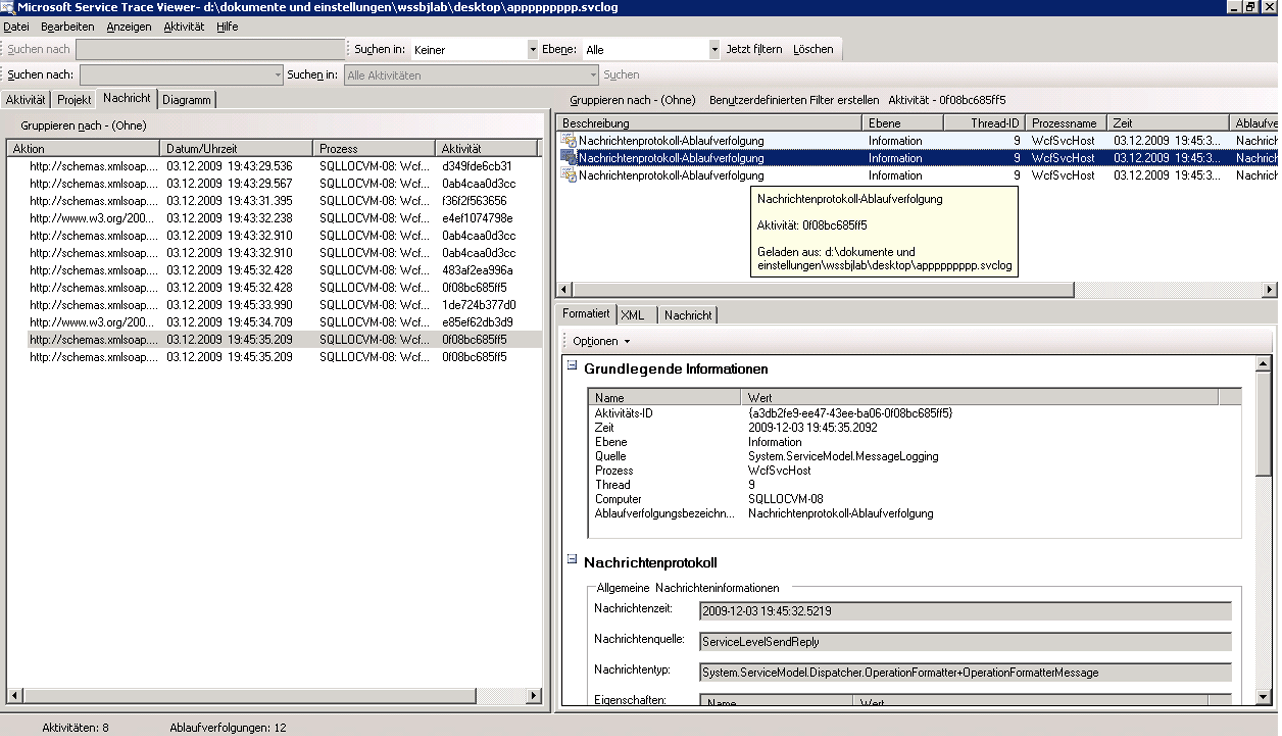 Microsoft Service Trace Viewer- d:\dokumente und einstellungen\wssbjlab\desktop\appppppppp.svclog
Datei Bearbeiten Anzeigen Aktivität Hilfe
Suchen nach Suchen in: Keiner Ebene: Alle Jetzt filtern Löschen
Suchen nach: Suchen in: Alle Aktivitäten Suchen
Aktivität Projekt Nachricht Diagramm
Gruppieren nach - (Ohne)
Aktion Datum/Uhrzeit Prozess Aktivität
http://schemas.xmlsoap.... 03.12.2009 19:43:29.536 SQLLOCVM-08: Wcf... d349fde6cb31
http://schemas.xmlsoap.... 03.12.2009 19:43:29.567 SQLLOCVM-08: Wcf... 0ab4caa0d3cc
http://schemas.xmlsoap.... 03.12.2009 19:43:31.395 SQLLOCVM-08: Wcf... f36f2f563656
http://www.w3.org/200... 03.12.2009 19:43:32.238 SQLLOCVM-08: Wcf... e4ef1074798e
http://schemas.xmlsoap.... 03.12.2009 19:43:32.910 SQLLOCVM-08: Wcf... 0ab4caa0d3cc
http://schemas.xmlsoap.... 03.12.2009 19:43:32.910 SQLLOCVM-08: Wcf... 0ab4caa0d3cc
http://schemas.xmlsoap.... 03.12.2009 19:45:32.428 SQLLOCVM-08: Wcf... 483af2ea996a
http://schemas.xmlsoap.... 03.12.2009 19:45:32.428 SQLLOCVM-08: Wcf... 0f08bc685ff5
http://schemas.xmlsoap.... 03.12.2009 19:45:33.990 SQLLOCVM-08: Wcf... 1de724b377d0
http://www.w3.org/200... 03.12.2009 19:45:34.709 SQLLOCVM-08: Wcf... e85ef62db3d9
http://schemas.xmlsoap.... 03.12.2009 19:45:35.209 SQLLOCVM-08: Wcf... 0f08bc685ff5
http://schemas.xmlsoap.... 03.12.2009 19:45:35.209 SQLLOCVM-08: Wcf... 0f08bc685ff5
Gruppieren nach - (Ohne) Benutzerdefinierten Filter erstellen Aktivität - 0f08bc685ff5
Beschreibung Ebene Thread-ID Prozessname Zeit Ablaufve
Nachrichtenprotokoll-Ablaufverfolgung Information 9 WcfSvcHost 03.12.2009 19:45:3... Nachrich
Nachrichtenprotokoll-Ablaufverfolgung Information 9 WcfSvcHost 03.12.2009 19:45:3... Nachrich
Nachrichtenprotokoll-Ablaufverfolgung Information 9 WcfSvcHost 03.12.2009 19:45:3... Nachrich
Nachrichtenprotokoll-Ablaufverfolgung
Aktivität: 0f08bc685ff5
Geladen aus: d:\dokumente und
einstellungen\wssbjlab\desktop\appppppppp.svclog
Formatiert XML Nachricht
Optionen
Grundlegende Informationen
Name Wert
Aktivitäts-ID {a3db2fe9-ee47-43ee-ba06-0f08bc685ff5}
Zeit 2009-12-03 19:45:35.2092
Ebene Information
Quelle System.ServiceModel.MessageLogging
Prozess WcfSvcHost
Thread 9
Computer SQLLOCVM-08
Ablaufverfolgungsbezeichn... Nachrichtenprotokoll-Ablaufverfolgung
Nachrichtenprotokoll
Allgemeine Nachrichteninformationen
Nachrichtenzeit: 2009-12-03 19:45:32.5219
Nachrichtenquelle: ServiceLevelSendReply
Nachrichtentyp: System.ServiceModel.Dispatcher.OperationFormatter+OperationFormatterMessage
Eigenschaften: Name Wert
Aktivitäten: 8 Ablaufverfolgungen: 12